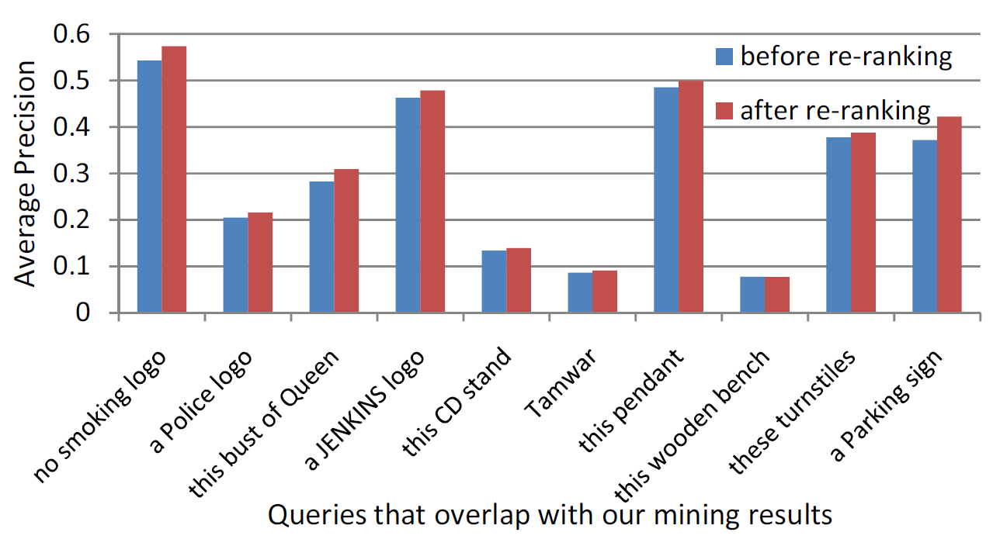 0.6
0.5
0.4
0.3
0.2
0.1
0
Average Precision
before re-ranking
after re-ranking
no smoking logo
a Police logo
this bust of Queen
a JENKINS logo
this CD stand
Tamwar
this pendant
this wooden bench
these turnstiles
a Parking sign
Queries that overlap with our mining results